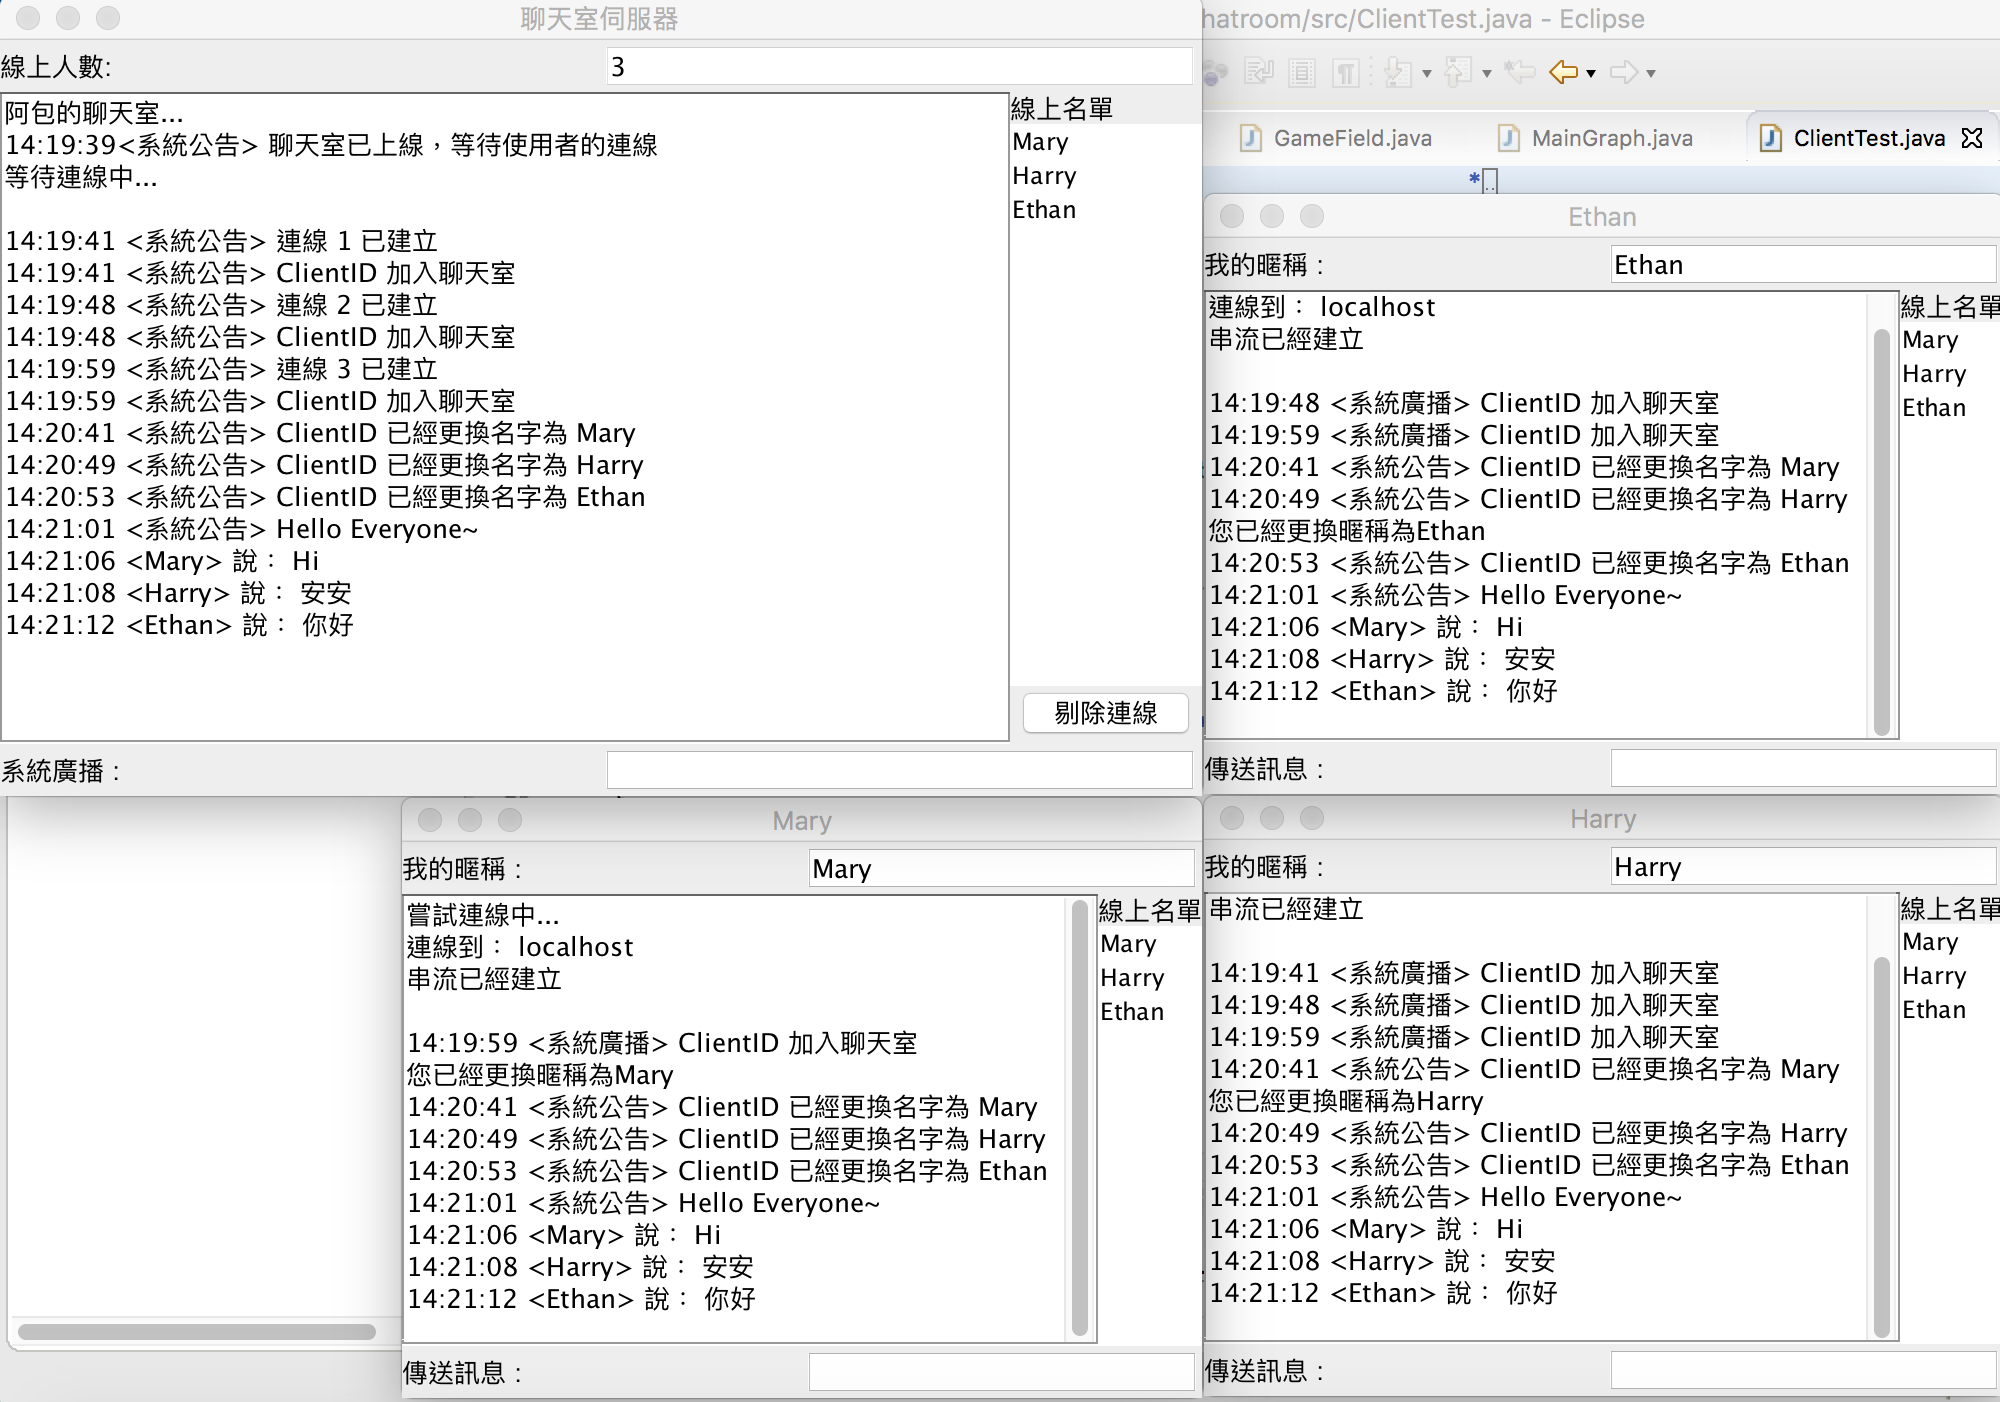 聊天室伺服器
線上人數:
3
阿包的聊天室...
14:19:39<系統公告> 聊天室已上線，等待使用者的連線
等待連線中...
14:19:41 <系統公告> 連線 1 已建立
14:19:41 <系統公告> ClientID 加入聊天室
14:19:48 <系統公告> 連線 2 已建立
14:19:48 <系統公告> ClientID 加入聊天室
14:19:59 <系統公告> 連線 3 已建立
14:19:59 <系統公告> ClientID 加入聊天室
14:20:41 <系統公告> ClientID 已經更換名字為 Mary
14:20:49 <系統公告> ClientID 已經更換名字為 Harry
14:20:53 <系統公告> ClientID 已經更換名字為 Ethan
14:21:01 <系統公告> Hello Everyone~
14:21:06 <Mary> 說： Hi
14:21:08 <Harry> 說： 安安
14:21:12 <Ethan> 說： 你好
線上名單
Mary
Harry
Ethan
剔除連線
系統廣播：
hatroom/src/ClientTest.java - Eclipse
GameField.java
MainGraph.java
ClientTest.java
*..
Ethan
我的暱稱：
Ethan
連線到： localhost
串流已經建立
14:19:48 <系統廣播> ClientID 加入聊天室
14:19:59 <系統廣播> ClientID 加入聊天室
14:20:41 <系統公告> ClientID 已經更換名字為 Mary
14:20:49 <系統公告> ClientID 已經更換名字為 Harry
您已經更換暱稱為Ethan
14:20:53 <系統公告> ClientID 已經更換名字為 Ethan
14:21:01 <系統公告> Hello Everyone~
14:21:06 <Mary> 說： Hi
14:21:08 <Harry> 說： 安安
14:21:12 <Ethan> 說： 你好
線上名單
Mary
Harry
Ethan
傳送訊息：
Mary
我的暱稱：
Mary
嘗試連線中...
連線到： localhost
串流已經建立
14:19:59 <系統廣播> ClientID 加入聊天室
您已經更換暱稱為Mary
14:20:41 <系統公告> ClientID 已經更換名字為 Mary
14:20:49 <系統公告> ClientID 已經更換名字為 Harry
14:20:53 <系統公告> ClientID 已經更換名字為 Ethan
14:21:01 <系統公告> Hello Everyone~
14:21:06 <Mary> 說： Hi
14:21:08 <Harry> 說： 安安
14:21:12 <Ethan> 說： 你好
線上名單
Mary
Harry
Ethan
傳送訊息：
Harry
我的暱稱：
Harry
串流已經建立
14:19:41 <系統廣播> ClientID 加入聊天室
14:19:48 <系統廣播> ClientID 加入聊天室
14:19:59 <系統廣播> ClientID 加入聊天室
14:20:41 <系統公告> ClientID 已經更換名字為 Mary
您已經更換暱稱為Harry
14:20:49 <系統公告> ClientID 已經更換名字為 Harry
14:20:53 <系統公告> ClientID 已經更換名字為 Ethan
14:21:01 <系統公告> Hello Everyone~
14:21:06 <Mary> 說： Hi
14:21:08 <Harry> 說： 安安
14:21:12 <Ethan> 說： 你好
線上名單
Mary
Harry
Ethan
傳送訊息：